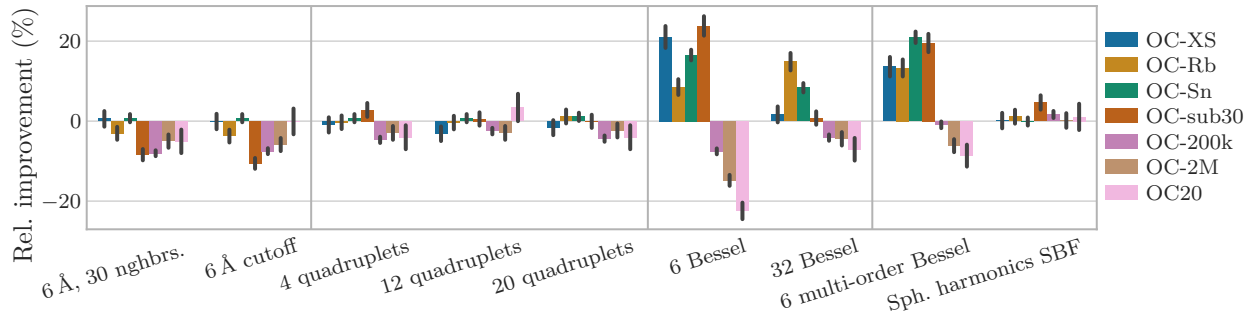 Rel. improvement (%)
20
0
−20
6 Å, 30 nghbrs.
6 Å cutoff
4 quadruplets
12 quadruplets
20 quadruplets
6 Bessel
32 Bessel
6 multi-order Bessel
Sph. harmonics SBF
OC-XS
OC-Rb
OC-Sn
OC-sub30
OC-200k
OC-2M
OC20